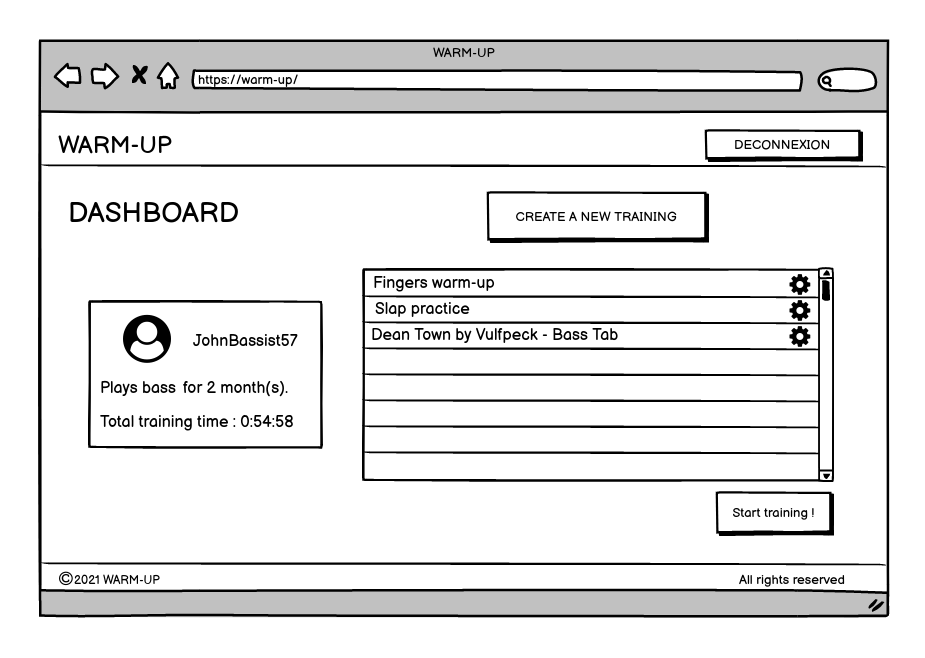 WARM-UP
https://warm-up/
WARM-UP
DECONNEXION
DASHBOARD
CREATE A NEW TRAINING
Fingers warm-up
Slap practice
Dean Town by Vulfpeck - Bass Tab
JohnBassist57
Plays bass for 2 month(s).
Total training time : 0:54:58
Start training !
©2021 WARM-UP
All rights reserved